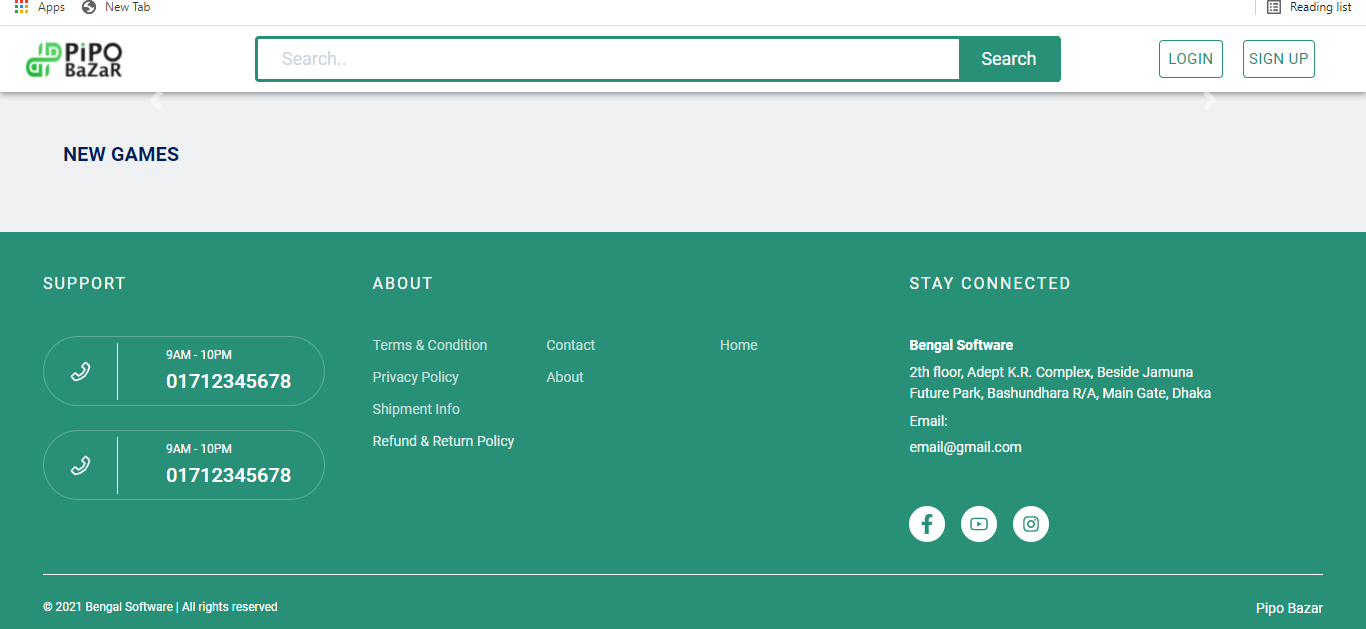 Apps New Tab Reading list
PiPO
BaZaR
Search..
Search
LOGIN
SIGN UP
NEW GAMES
SUPPORT
9AM - 10PM
01712345678
9AM - 10PM
01712345678
ABOUT
Terms & Condition
Privacy Policy
Shipment Info
Refund & Return Policy
Contact
About
Home
STAY CONNECTED
Bengal Software
2th floor, Adept K.R. Complex, Beside Jamuna
Future Park, Bashundhara R/A, Main Gate, Dhaka
Email:
email@gmail.com
© 2021 Bengal Software | All rights reserved
Pipo Bazar